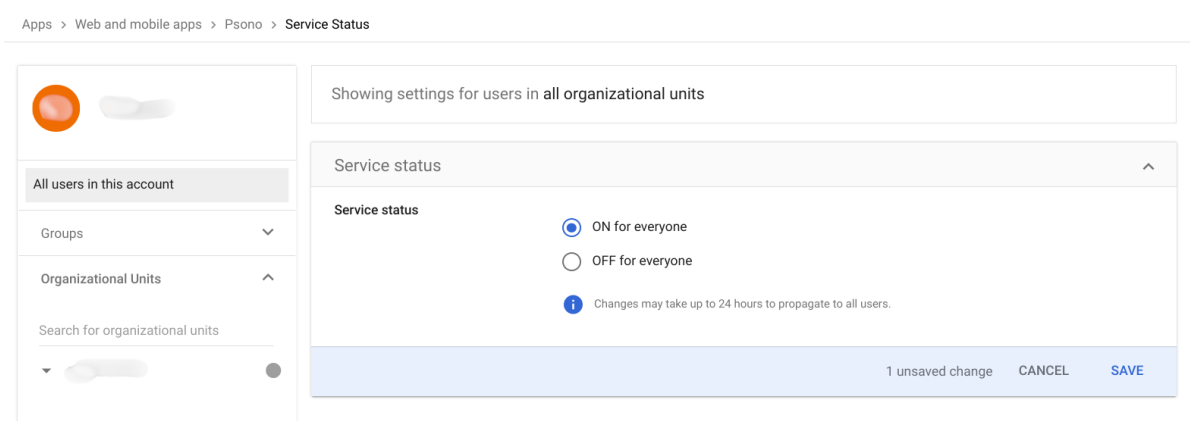 Apps > Web and mobile apps > Psono > Service Status
Showing settings for users in all organizational units
All users in this account
Groups
Organizational Units
Search for organizational units
Service status
Service status
ON for everyone
OFF for everyone
Changes may take up to 24 hours to propagate to all users.
1 unsaved change CANCEL SAVE